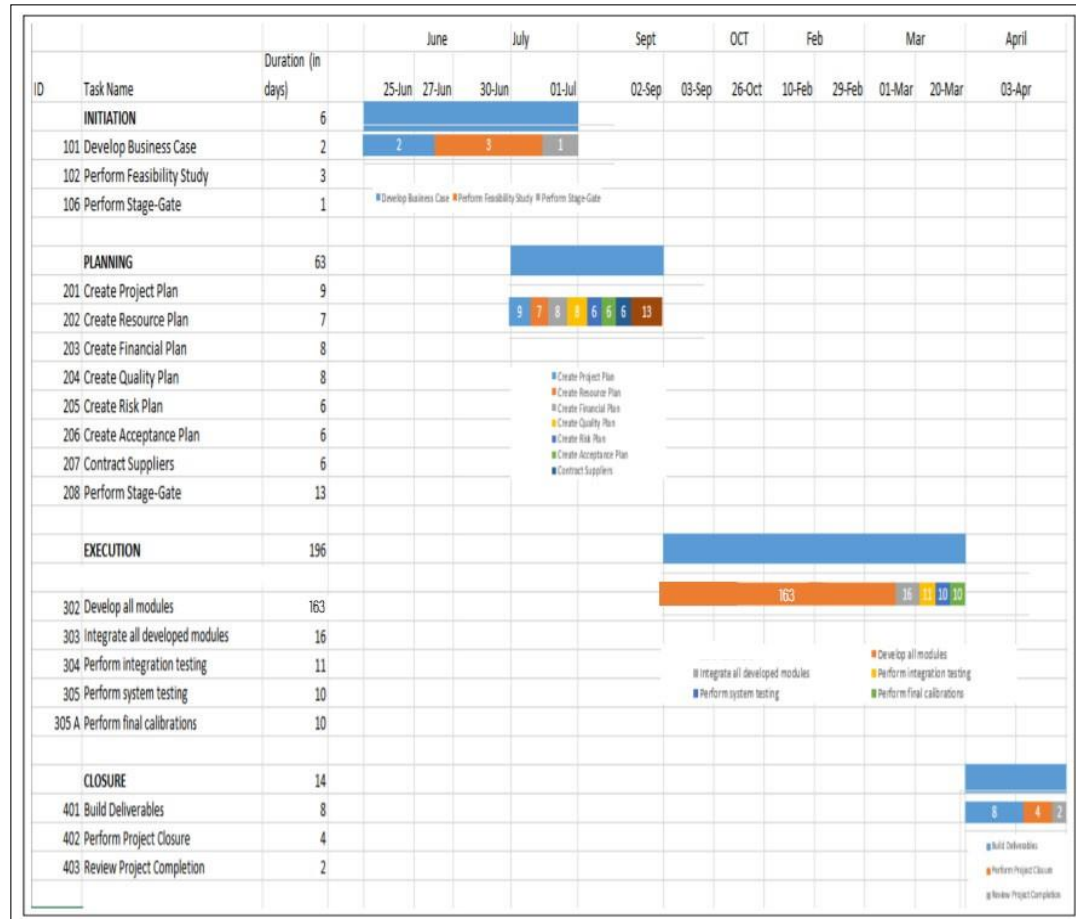 June July Sept OCT Feb Mar April
Duration (in
ID Task Name days) 25-Jun 27-Jun 30-Jun 01-Jul 02-Sep 03-Sep 26-Oct 10-Feb 29-Feb 01-Mar 20-Mar 03-Apr
INITIATION 6
101 Develop Business Case 2 2 3 1
102 Perform Feasibility Study 3
106 Perform Stage-Gate 1 Develop Business Case Perform Feasibility Study Perform Stage-Gate
PLANNING 63
201 Create Project Plan 9
202 Create Resource Plan 7 9 7 8 8 6 6 6 13
203 Create Financial Plan 8
204 Create Quality Plan 8 Create Project Plan
Create Resource Plan
205 Create Risk Plan 6 Create Financial Plan
Create Quality Plan
206 Create Acceptance Plan 6 Create Risk Plan
Create Acceptance Plan
207 Contract Suppliers 6 Contract Suppliers
208 Perform Stage-Gate 13
EXECUTION 196
163 16 11 10 10
302 Develop all modules 163
303 Integrate all developed modules 16 Develop all modules
304 Perform integration testing 11 Integrate all developed modules Perform integration testing
305 Perform system testing 10 Perform system testing Perform final calibrations
305 A Perform final calibrations 10
CLOSURE 14
401 Build Deliverables 8 8 4 2
402 Perform Project Closure 4 Build Deliverables
403 Review Project Completion 2 Perform Project Closure
Review Project Completion